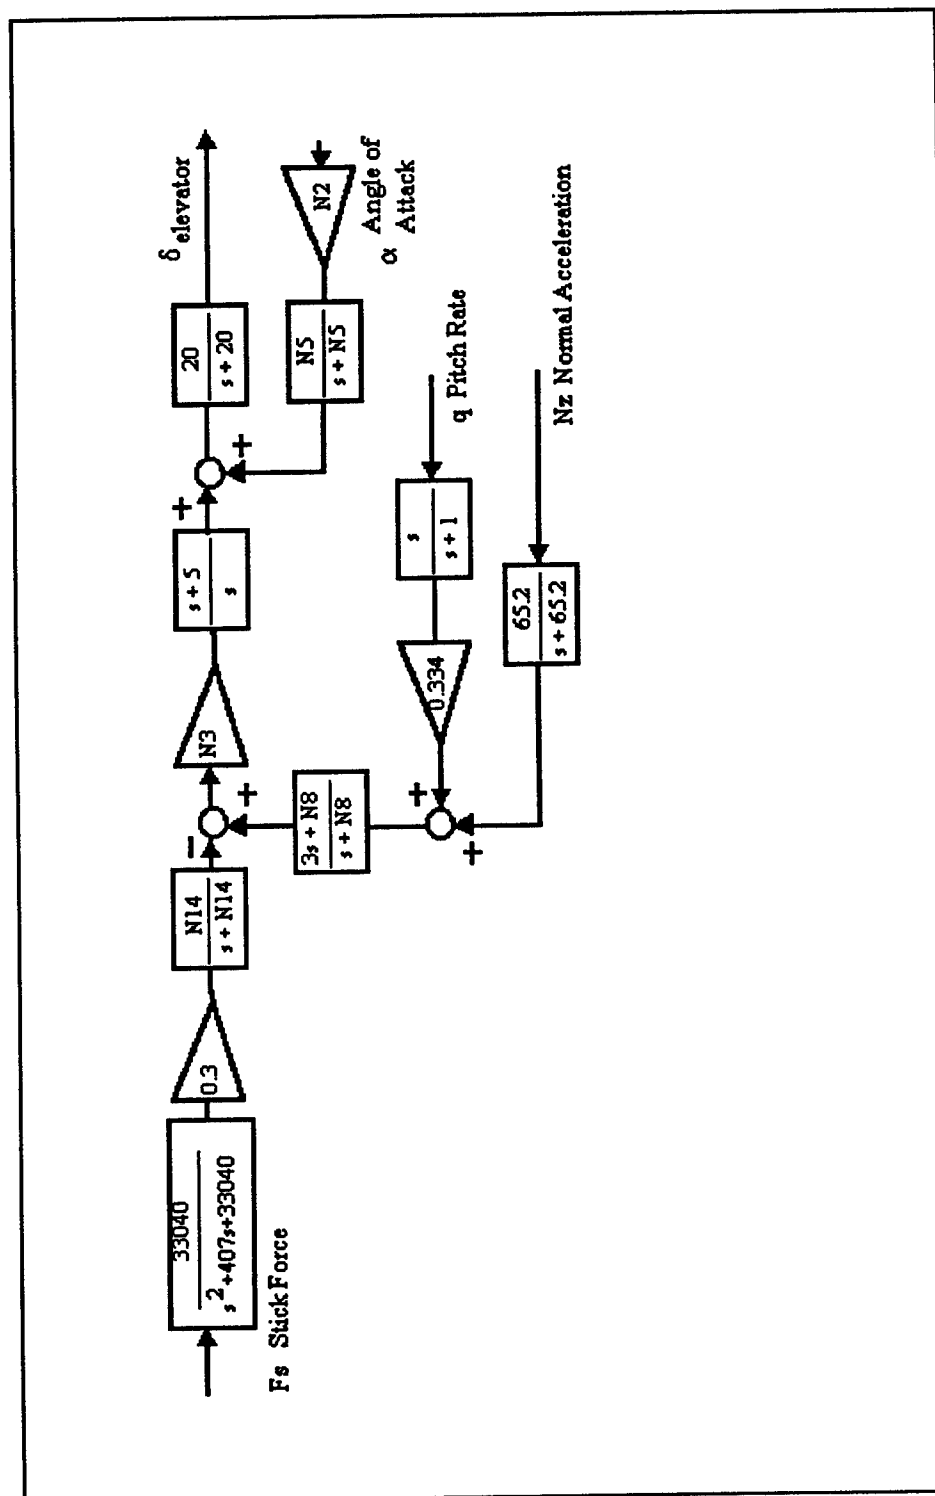 Fs Stick Force
33040
s2 +407s+33040
0.3
N14
s + N14
−
+
N3
s + 5
s
+
+
20
s + 20
δ elevator
N5
s + N5
N2
α Angle of
Attack
3s + N8
s + N8
+
+
0.334
s
s + 1
q Pitch Rate
65.2
s + 65.2
Nz Normal Acceleration